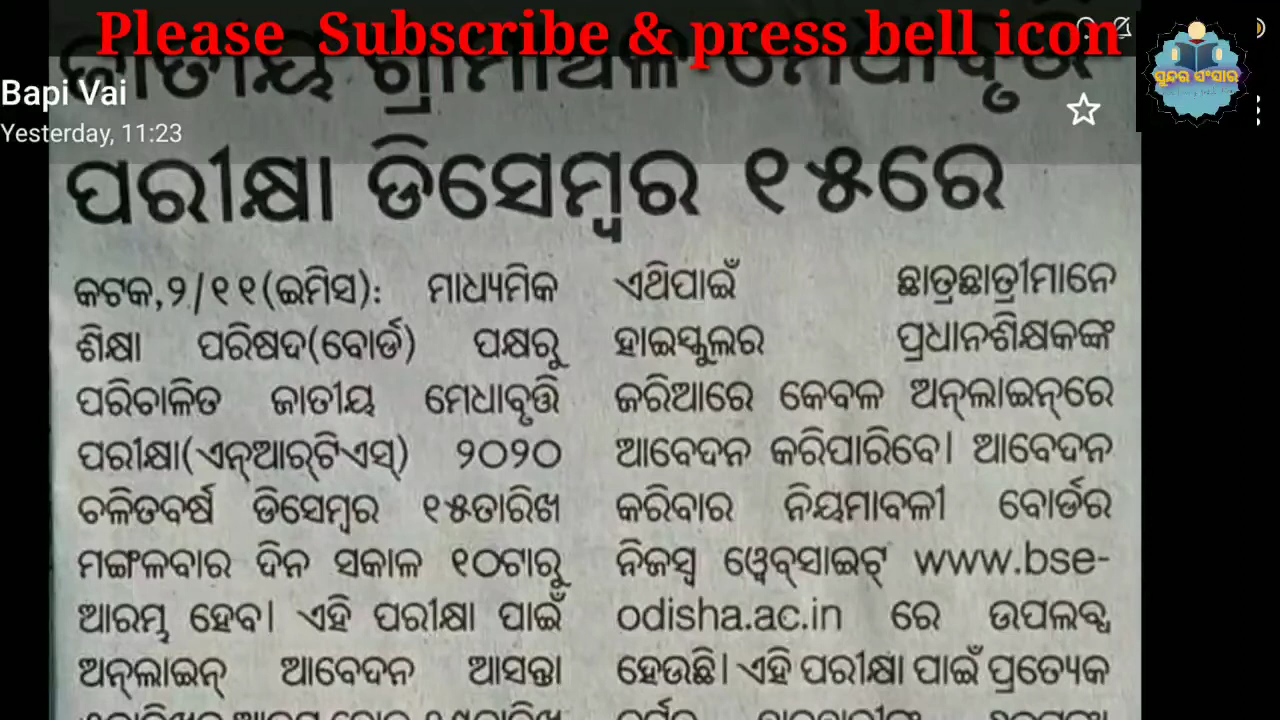 Please Subscribe & press bell icon
ଜାତୀୟ ଗ୍ରାମାଞ୍ଚଳ ମେଧାବୃତ୍ତି
Bapi Vai
Yesterday, 11:23
ସୁନ୍ଦର ସଂସାର
ପରୀକ୍ଷା ଡିସେମ୍ବର ୧୫ରେ
କଟକ,୨/୧୧(ଇମିସ): ମାଧ୍ୟମିକ
ଶିକ୍ଷା ପରିଷଦ(ବୋର୍ଡ) ପକ୍ଷରୁ
ପରିଚାଳିତ ଜାତୀୟ ମେଧାବୃତ୍ତି
ପରୀକ୍ଷା(ଏନ୍ଆର୍ଟିଏସ୍) ୨୦୨୦
ଚଳିତବର୍ଷ ଡିସେମ୍ବର ୧୫ତାରିଖ
ମଙ୍ଗଳବାର ଦିନ ସକାଳ ୧୦ଟାରୁ
ଆରମ୍ଭ ହେବ। ଏହି ପରୀକ୍ଷା ପାଇଁ
ଅନ୍‌ଲାଇନ୍ ଆବେଦନ ଆସନ୍ତା
ଏଥିପାଇଁ ଛାତ୍ରଛାତ୍ରୀମାନେ
ହାଇସ୍କୁଲର ପ୍ରଧାନଶିକ୍ଷକଙ୍କ
ଜରିଆରେ କେବଳ ଅନ୍‌ଲାଇନ୍‌ରେ
ଆବେଦନ କରିପାରିବେ। ଆବେଦନ
କରିବାର ନିୟମାବଳୀ ବୋର୍ଡର
ନିଜସ୍ୱ ୱେବ୍‌ସାଇଟ୍ www.bse-
odisha.ac.in ରେ ଉପଲବ୍ଧ
ହେଉଛି। ଏହି ପରୀକ୍ଷା ପାଇଁ ପ୍ରତ୍ୟେକ